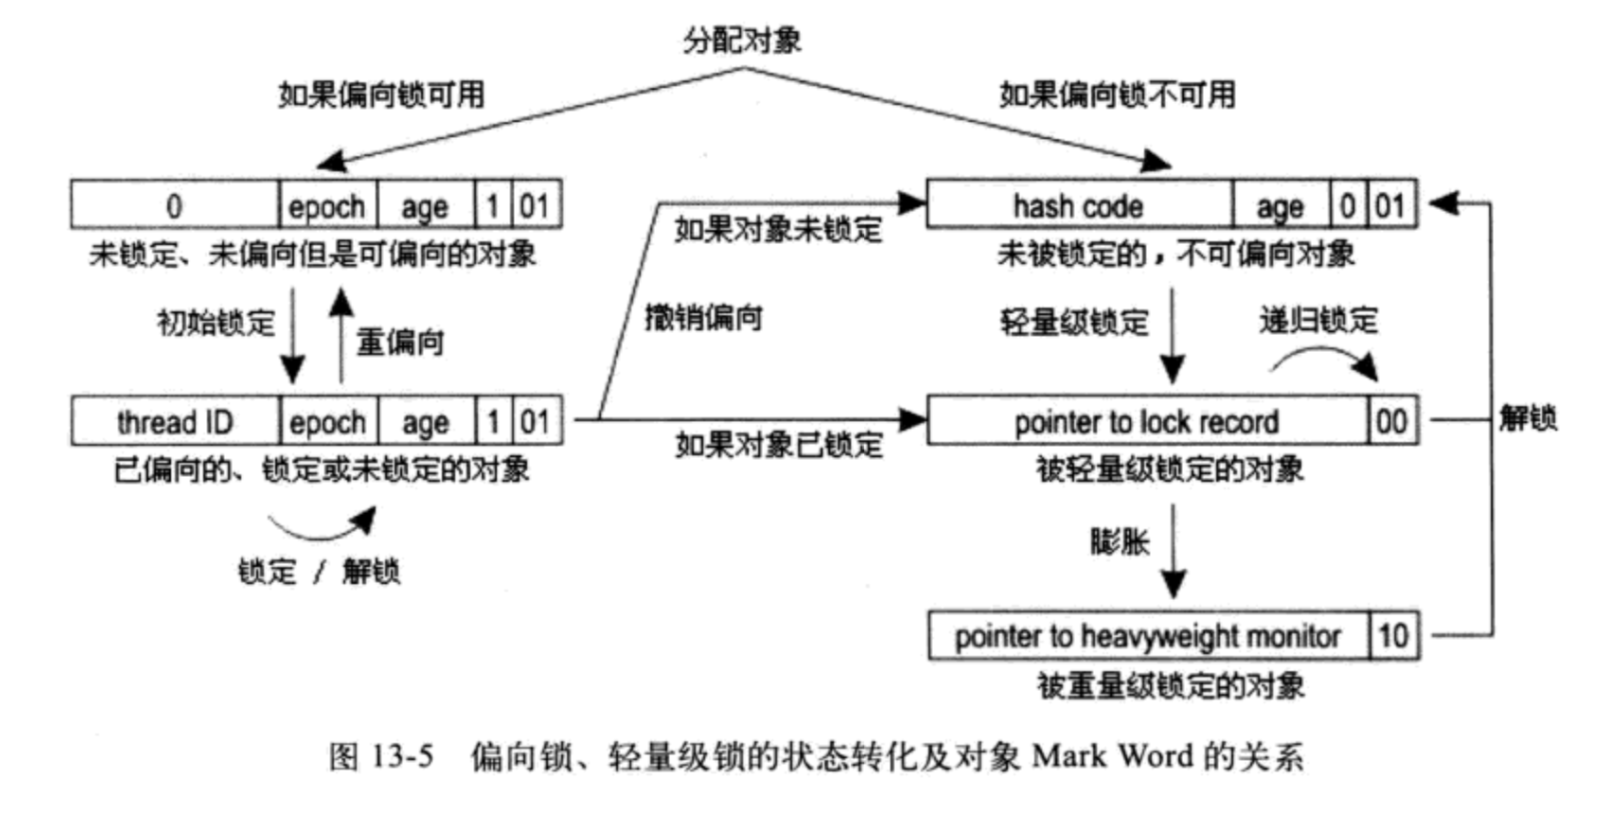 分配对象
如果偏向锁可用
如果偏向锁不可用
0 epoch age 1 01
hash code age 0 01
未锁定、未偏向但是可偏向的对象
如果对象未锁定
未被锁定的，不可偏向对象
初始锁定
重偏向
撤销偏向
轻量级锁定
递归锁定
thread ID epoch age 1 01
pointer to lock record 00
解锁
已偏向的、锁定或未锁定的对象
如果对象已锁定
被轻量级锁定的对象
锁定 / 解锁
膨胀
pointer to heavyweight monitor 10
被重量级锁定的对象
图 13-5 偏向锁、轻量级锁的状态转化及对象 Mark Word 的关系